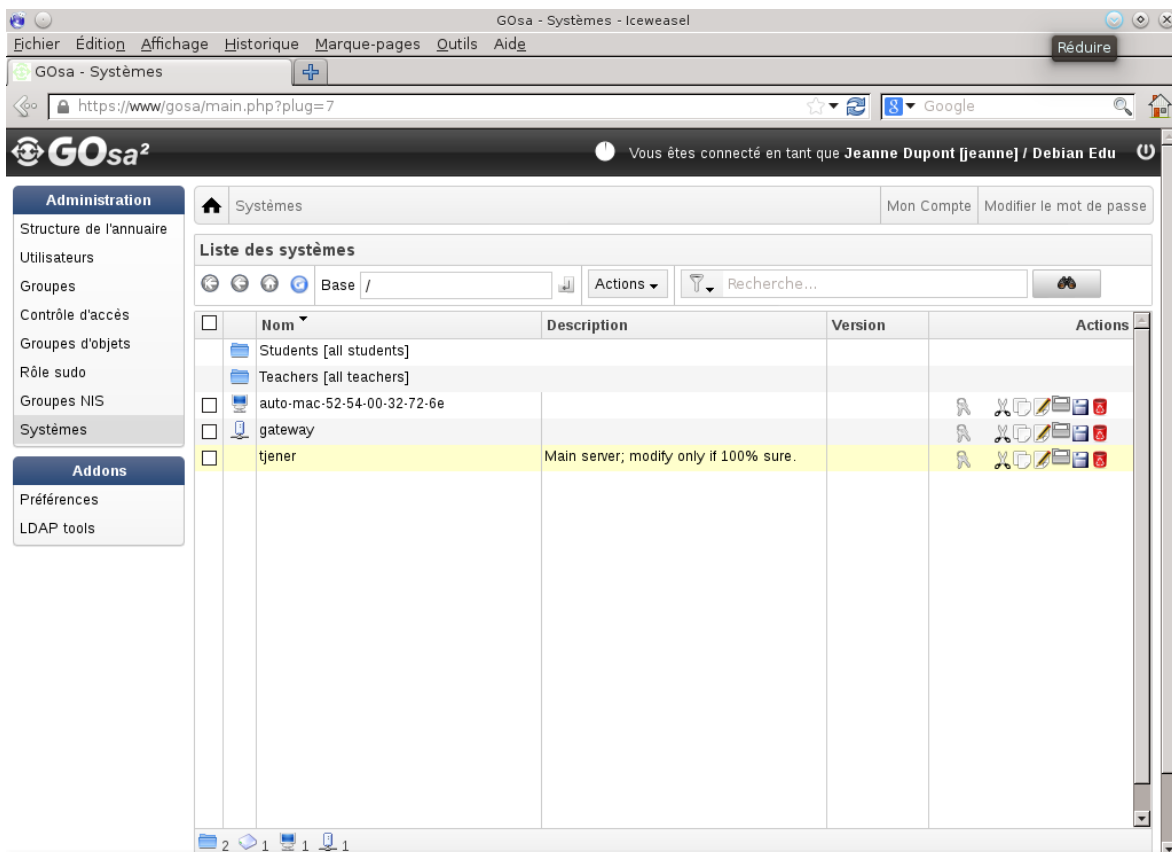 GOsa - Systèmes - Iceweasel
Fichier Édition Affichage Historique Marque-pages Outils Aide
Réduire
GOsa - Systèmes
https://www/gosa/main.php?plug=7
8 Google
GOsa²
Vous êtes connecté en tant que Jeanne Dupont [jeanne] / Debian Edu
Administration
Structure de l'annuaire
Utilisateurs
Groupes
Contrôle d'accès
Groupes d'objets
Rôle sudo
Groupes NIS
Systèmes
Addons
Préférences
LDAP tools
Systèmes
Mon Compte Modifier le mot de passe
Liste des systèmes
Base / Actions Recherche...
Nom Description Version Actions
Students [all students]
Teachers [all teachers]
auto-mac-52-54-00-32-72-6e
gateway
tjener Main server; modify only if 100% sure.
2 1 1 1